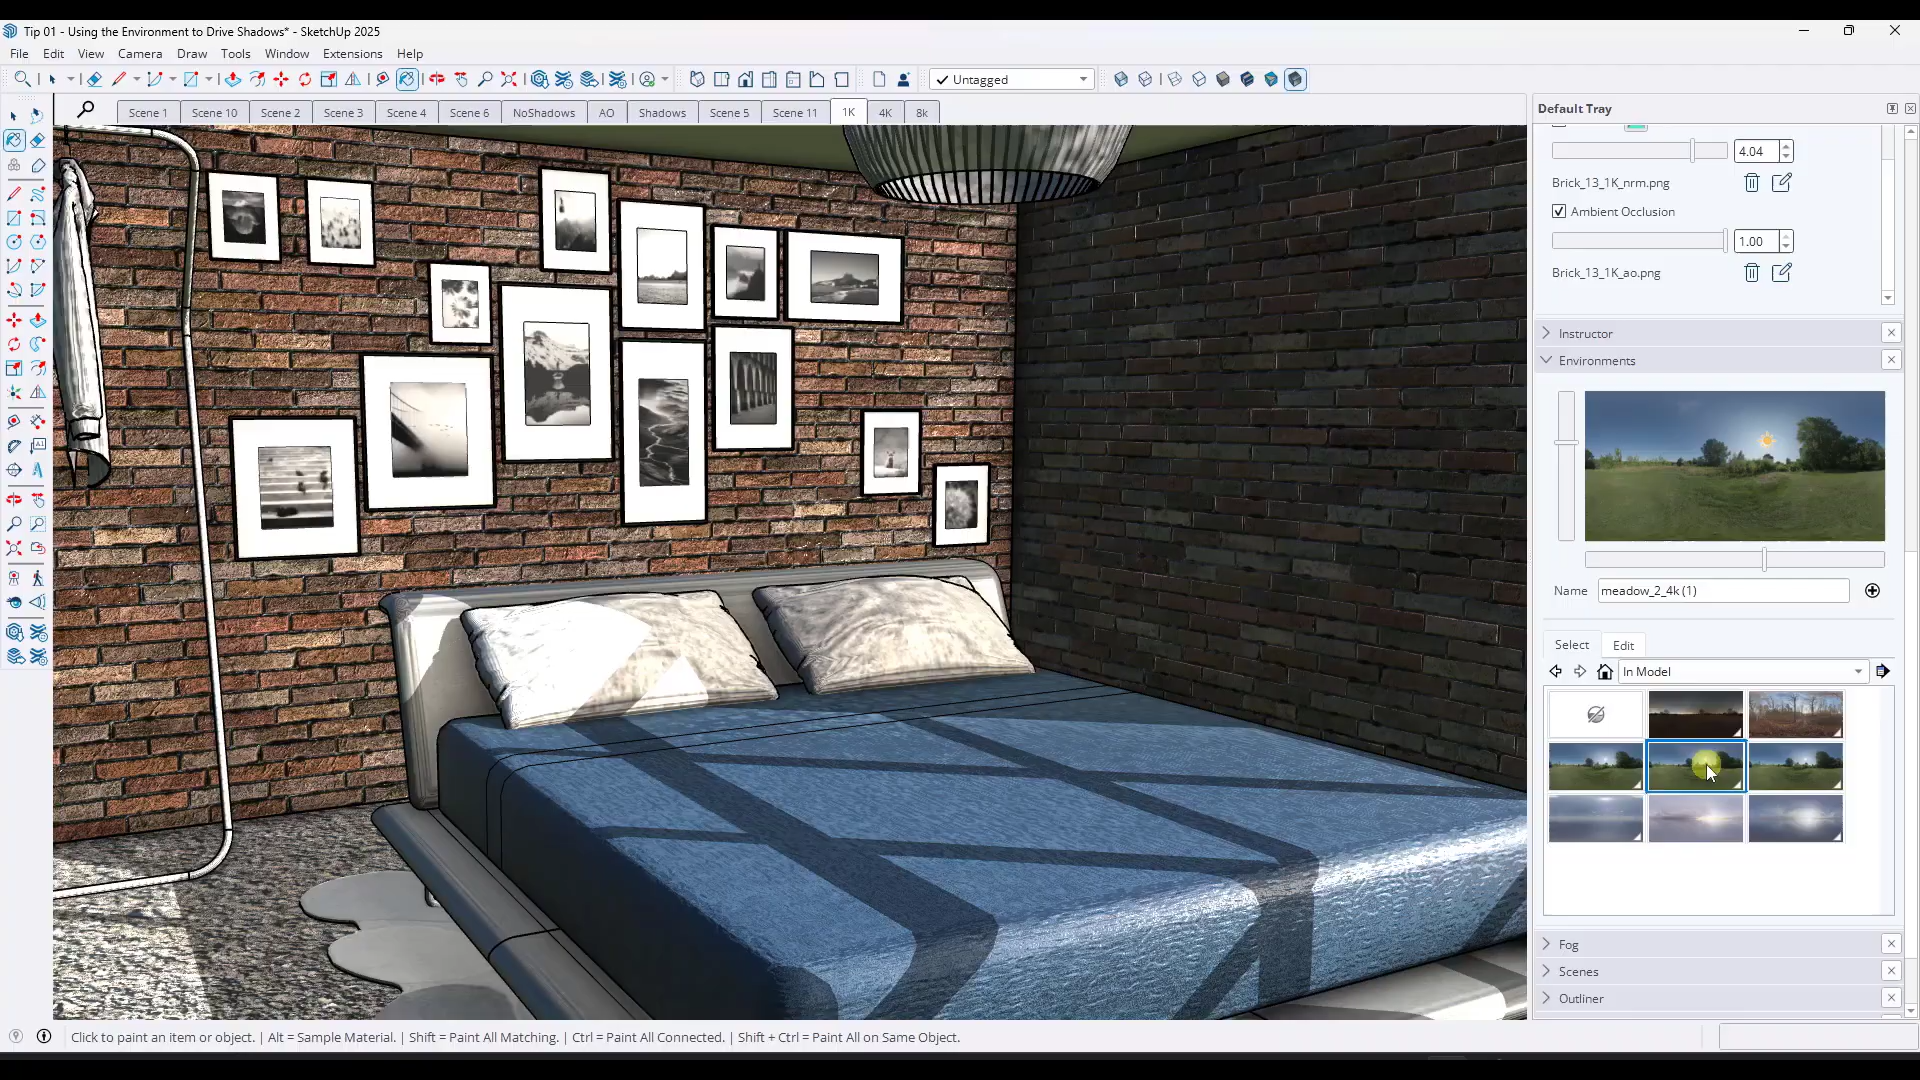 Tip 01 - Using the Environment to Drive Shadows* - SketchUp 2025
File Edit View Camera Draw Tools Window Extensions Help
Untagged
Scene 1 Scene 10 Scene 2 Scene 3 Scene 4 Scene 6 NoShadows AO Shadows Scene 5 Scene 11 1K 4K 8k
Default Tray
4.04
Brick_13_1K_nrm.png
Ambient Occlusion
1.00
Brick_13_1K_ao.png
Instructor
Environments
Name meadow_2_4k (1)
Select Edit
In Model
Fog
Scenes
Outliner
Click to paint an item or object. | Alt = Sample Material. | Shift = Paint All Matching. | Ctrl = Paint All Connected. | Shift + Ctrl = Paint All on Same Object.